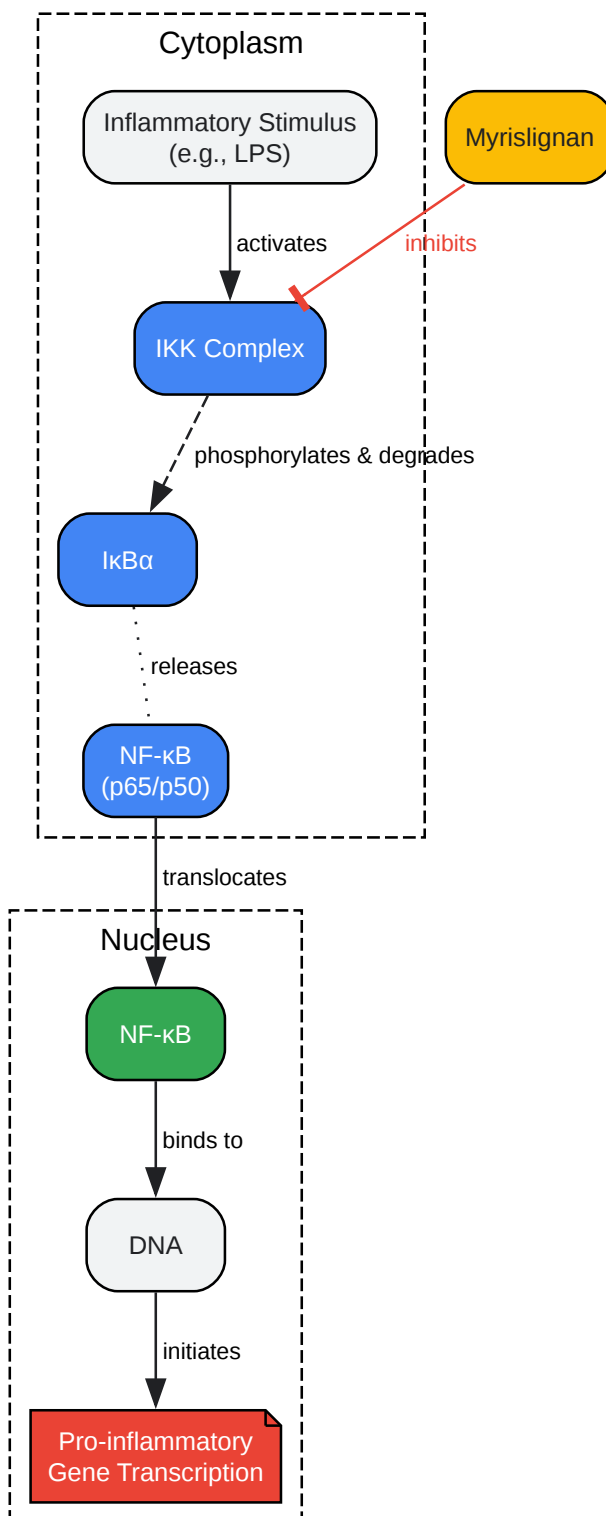 Cytoplasm
Inflammatory Stimulus
(e.g., LPS)
Myrislignan
activates
inhibits
IKK Complex
phosphorylates & degrades
IκBα
releases
NF-κB
(p65/p50)
translocates
Nucleus
NF-κB
binds to
DNA
initiates
Pro-inflammatory
Gene Transcription